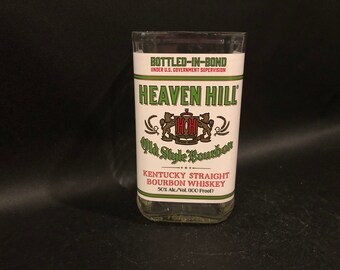 BOTTLED-IN-BOND
UNDER U.S. GOVERNMENT SUPERVISION
HEAVEN HILL®
H H
Old Style Bourbon
KENTUCKY STRAIGHT
BOURBON WHISKEY
50% Alc./Vol. (100 Proof)